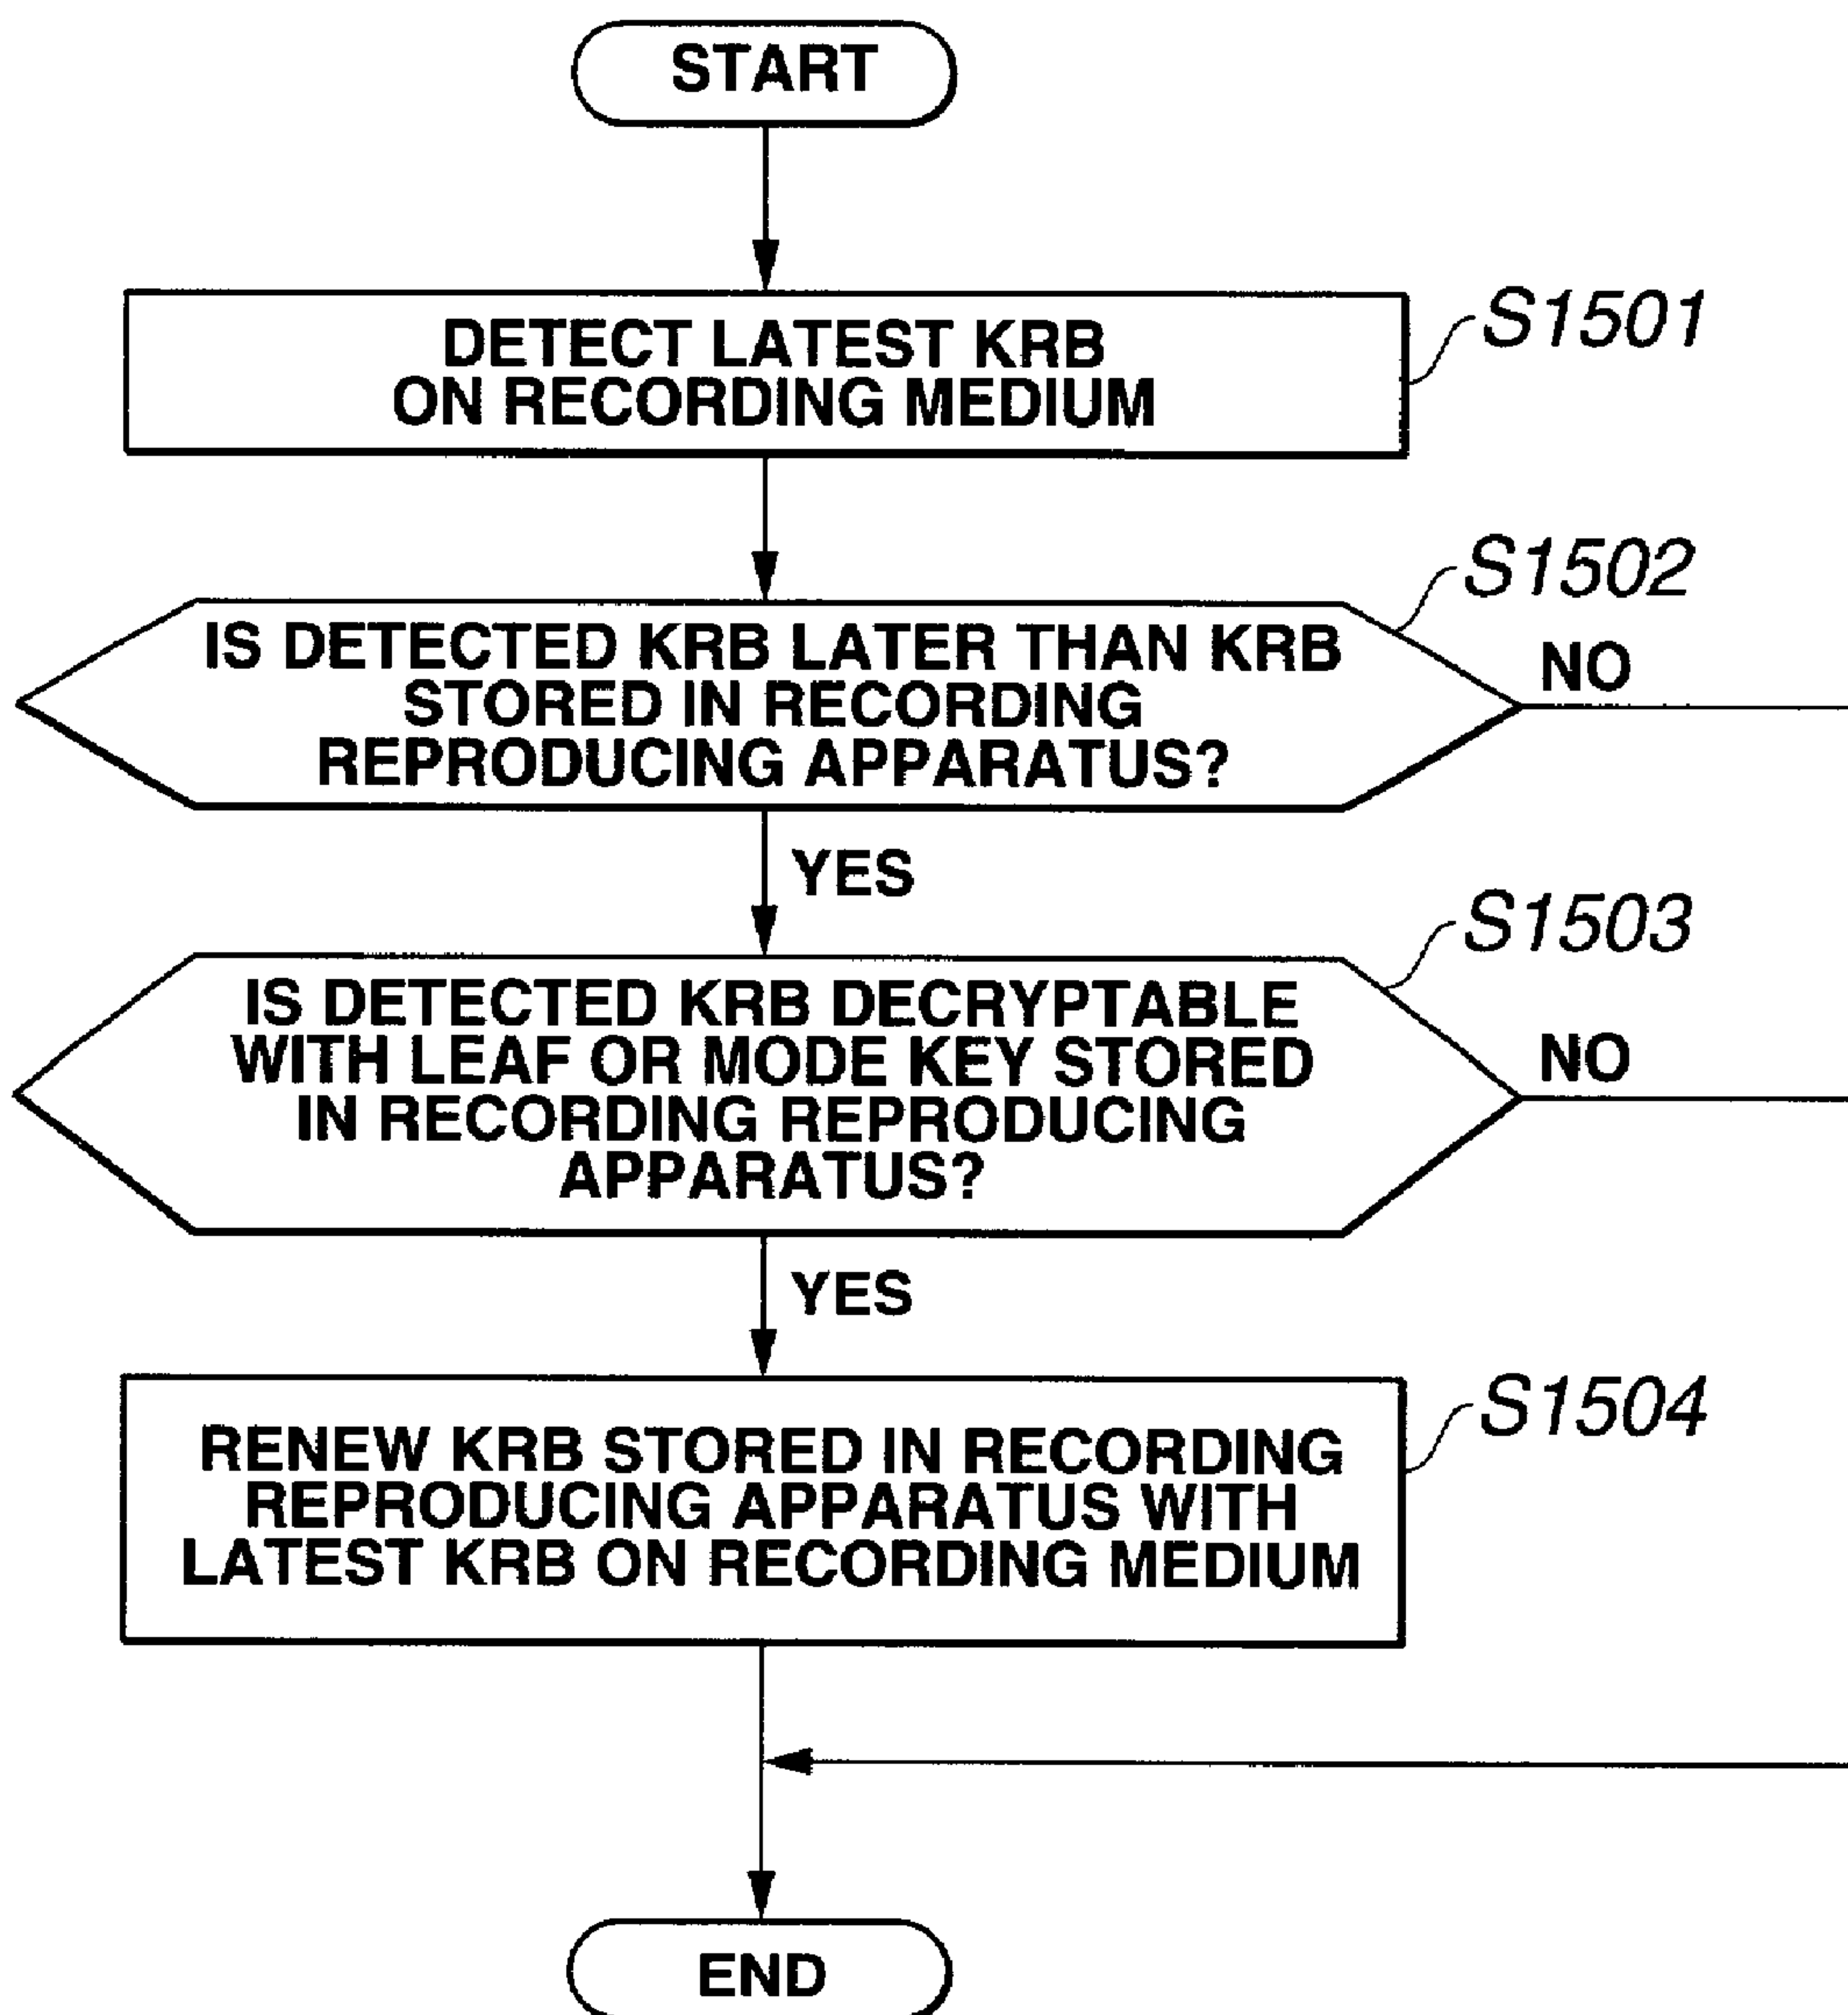 START
DETECT LATEST KRB
ON RECORDING MEDIUM
S1501
IS DETECTED KRB LATER THAN KRB
STORED IN RECORDING
REPRODUCING APPARATUS?
S1502
NO
YES
IS DETECTED KRB DECRYPTABLE
WITH LEAF OR MODE KEY STORED
IN RECORDING REPRODUCING
APPARATUS?
S1503
NO
YES
RENEW KRB STORED IN RECORDING
REPRODUCING APPARATUS WITH
LATEST KRB ON RECORDING MEDIUM
S1504
END